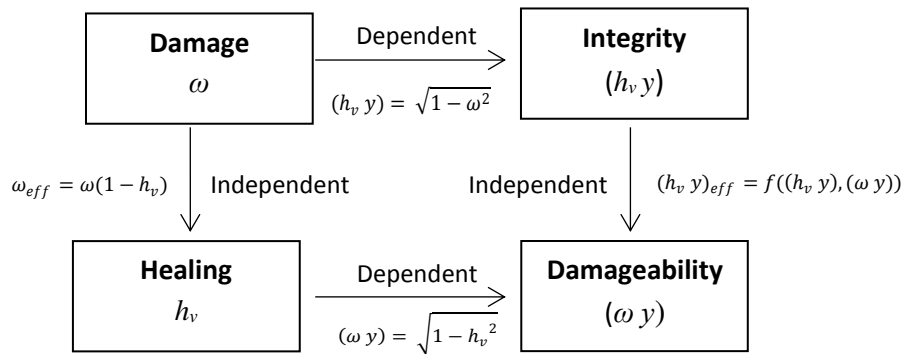 Damage
ω
Dependent
(h_v y) = √(1 − ω²)
Integrity
(h_v y)
ω_eff = ω(1 − h_v)
Independent
Independent
(h_v y)_eff = f((h_v y), (ω y))
Healing
h_v
Dependent
(ω y) = √(1 − h_v²)
Damageability
(ω y)